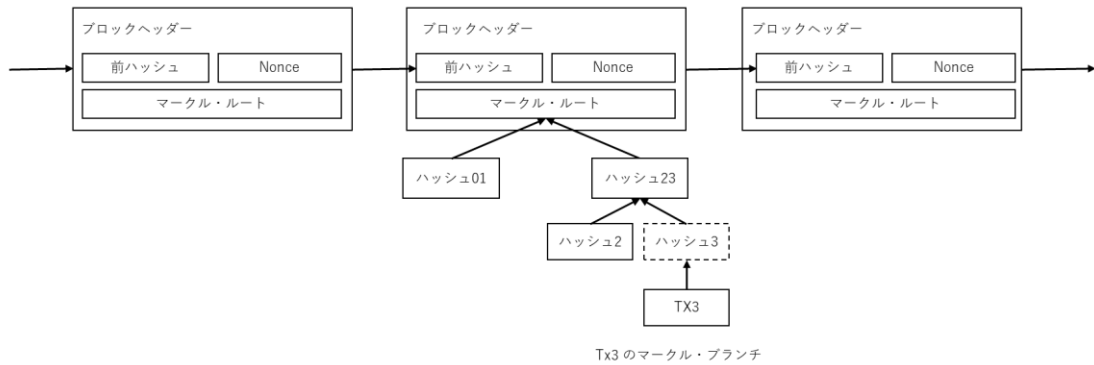 ブロックヘッダー
前ハッシュ
Nonce
マークル・ルート
ブロックヘッダー
前ハッシュ
Nonce
マークル・ルート
ブロックヘッダー
前ハッシュ
Nonce
マークル・ルート
ハッシュ01
ハッシュ23
ハッシュ2
ハッシュ3
TX3
Tx3 のマークル・ブランチ